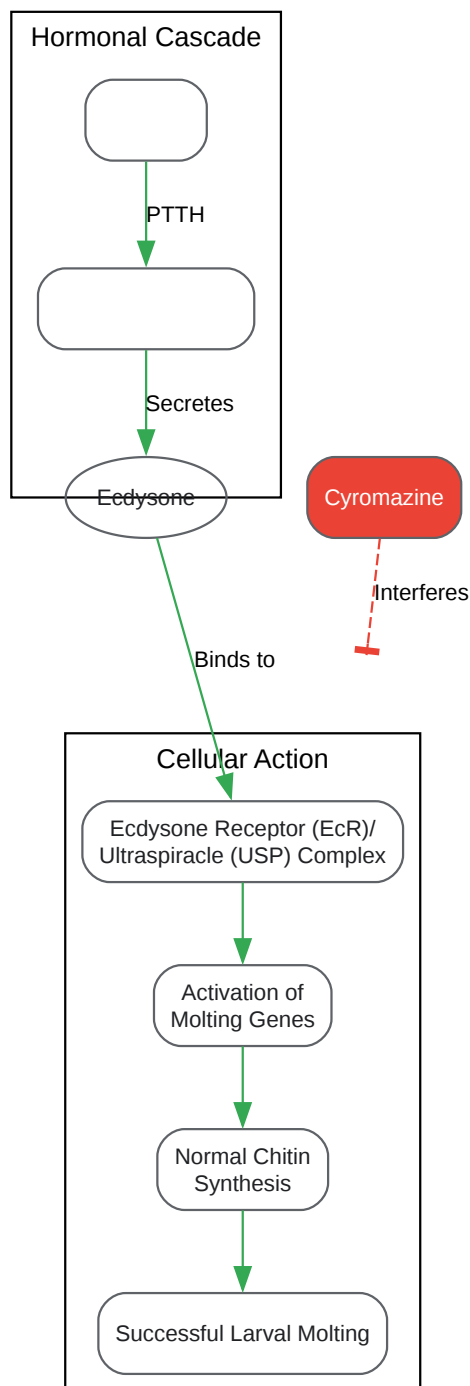 Hormonal Cascade
PTTH
Secretes
Ecdysone
Cyromazine
Interferes
Binds to
Cellular Action
Ecdysone Receptor (EcR)/
Ultraspiracle (USP) Complex
Activation of
Molting Genes
Normal Chitin
Synthesis
Successful Larval Molting